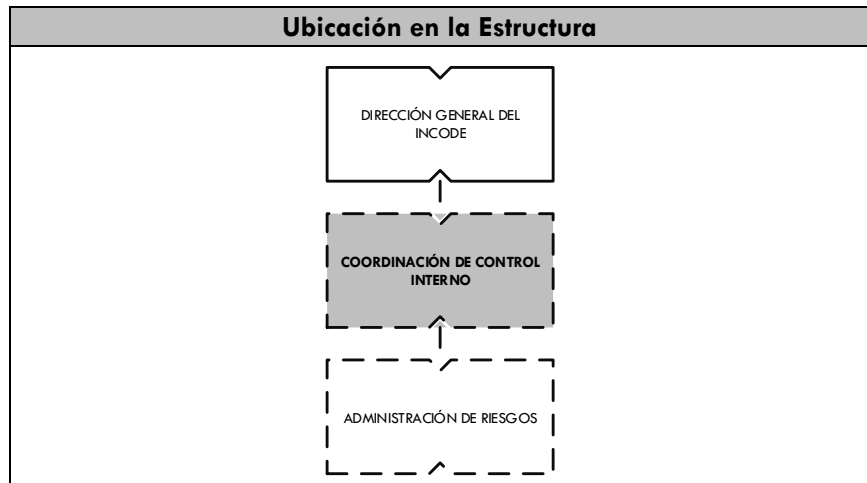 Ubicación en la Estructura
DIRECCIÓN GENERAL DEL
INCODE
COORDINACIÓN DE CONTROL
INTERNO
ADMINISTRACIÓN DE RIESGOS